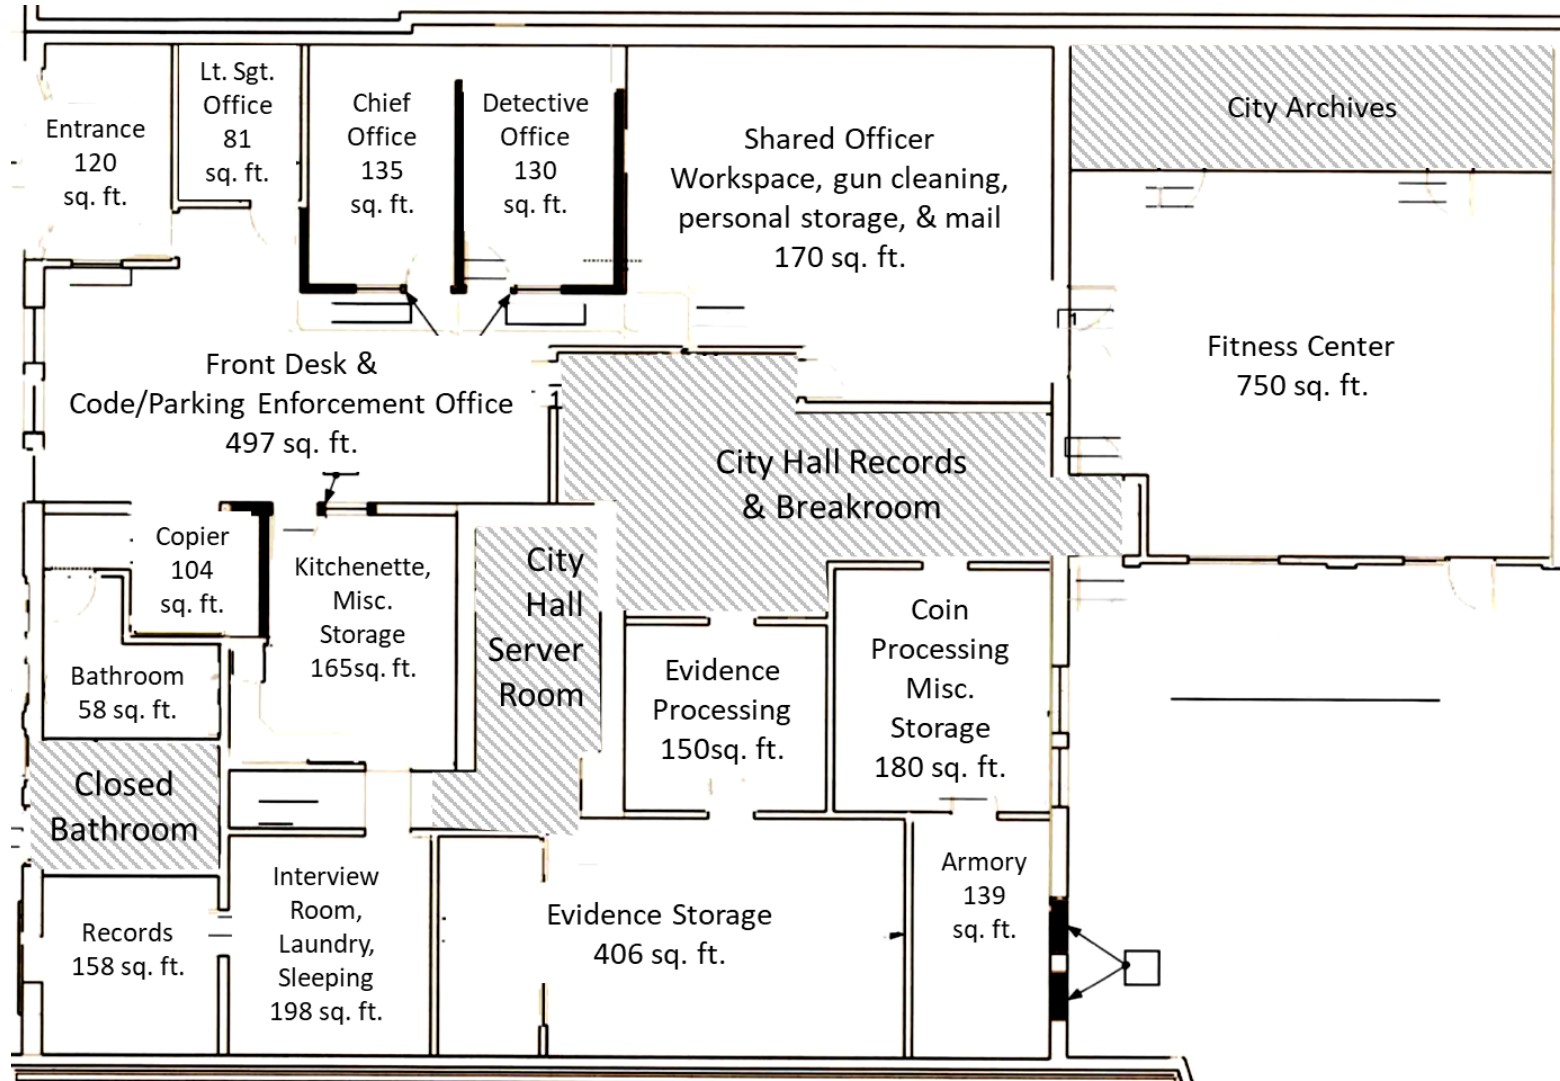 Entrance
120
sq. ft.
Lt. Sgt.
Office
81
sq. ft.
Chief
Office
135
sq. ft.
Detective
Office
130
sq. ft.
Shared Officer
Workspace, gun cleaning,
personal storage, & mail
170 sq. ft.
City Archives
Fitness Center
750 sq. ft.
Front Desk &
Code/Parking Enforcement Office
497 sq. ft.
City Hall Records
& Breakroom
Copier
104
sq. ft.
Kitchenette,
Misc.
Storage
165sq. ft.
City
Hall
Server
Room
Bathroom
58 sq. ft.
Evidence
Processing
150sq. ft.
Coin
Processing
Misc.
Storage
180 sq. ft.
Closed
Bathroom
Records
158 sq. ft.
Interview
Room,
Laundry,
Sleeping
198 sq. ft.
Evidence Storage
406 sq. ft.
Armory
139
sq. ft.